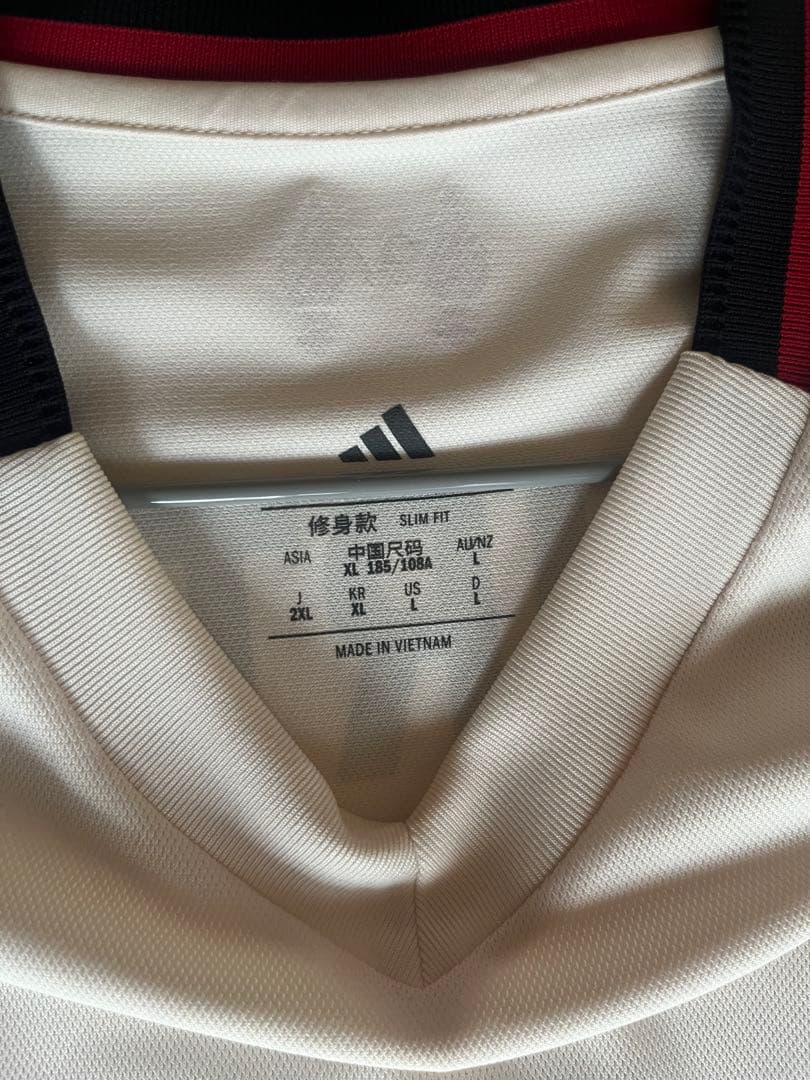 修身款 SLIM FIT
ASIA 中国尺码 AU/NZ
XL 185/108A L
J KR US D
2XL XL L L
MADE IN VIETNAM